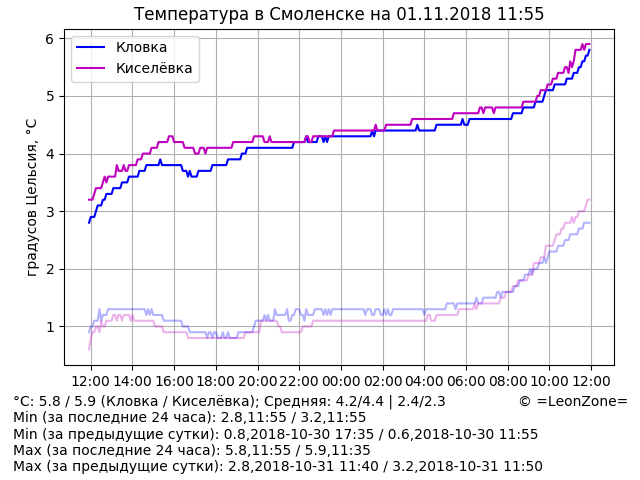 Температура в Смоленске на 01.11.2018 11:55
Кловка
Киселёвка
градусов Цельсия, °C
6
5
4
3
2
1
12:00 14:00 16:00 18:00 20:00 22:00 00:00 02:00 04:00 06:00 08:00 10:00 12:00
°C: 5.8 / 5.9 (Кловка / Киселёвка); Средняя: 4.2/4.4 | 2.4/2.3 © =LeonZone=
Min (за последние 24 часа): 2.8,11:55 / 3.2,11:55
Min (за предыдущие сутки): 0.8,2018-10-30 17:35 / 0.6,2018-10-30 11:55
Max (за последние 24 часа): 5.8,11:55 / 5.9,11:35
Max (за предыдущие сутки): 2.8,2018-10-31 11:40 / 3.2,2018-10-31 11:50